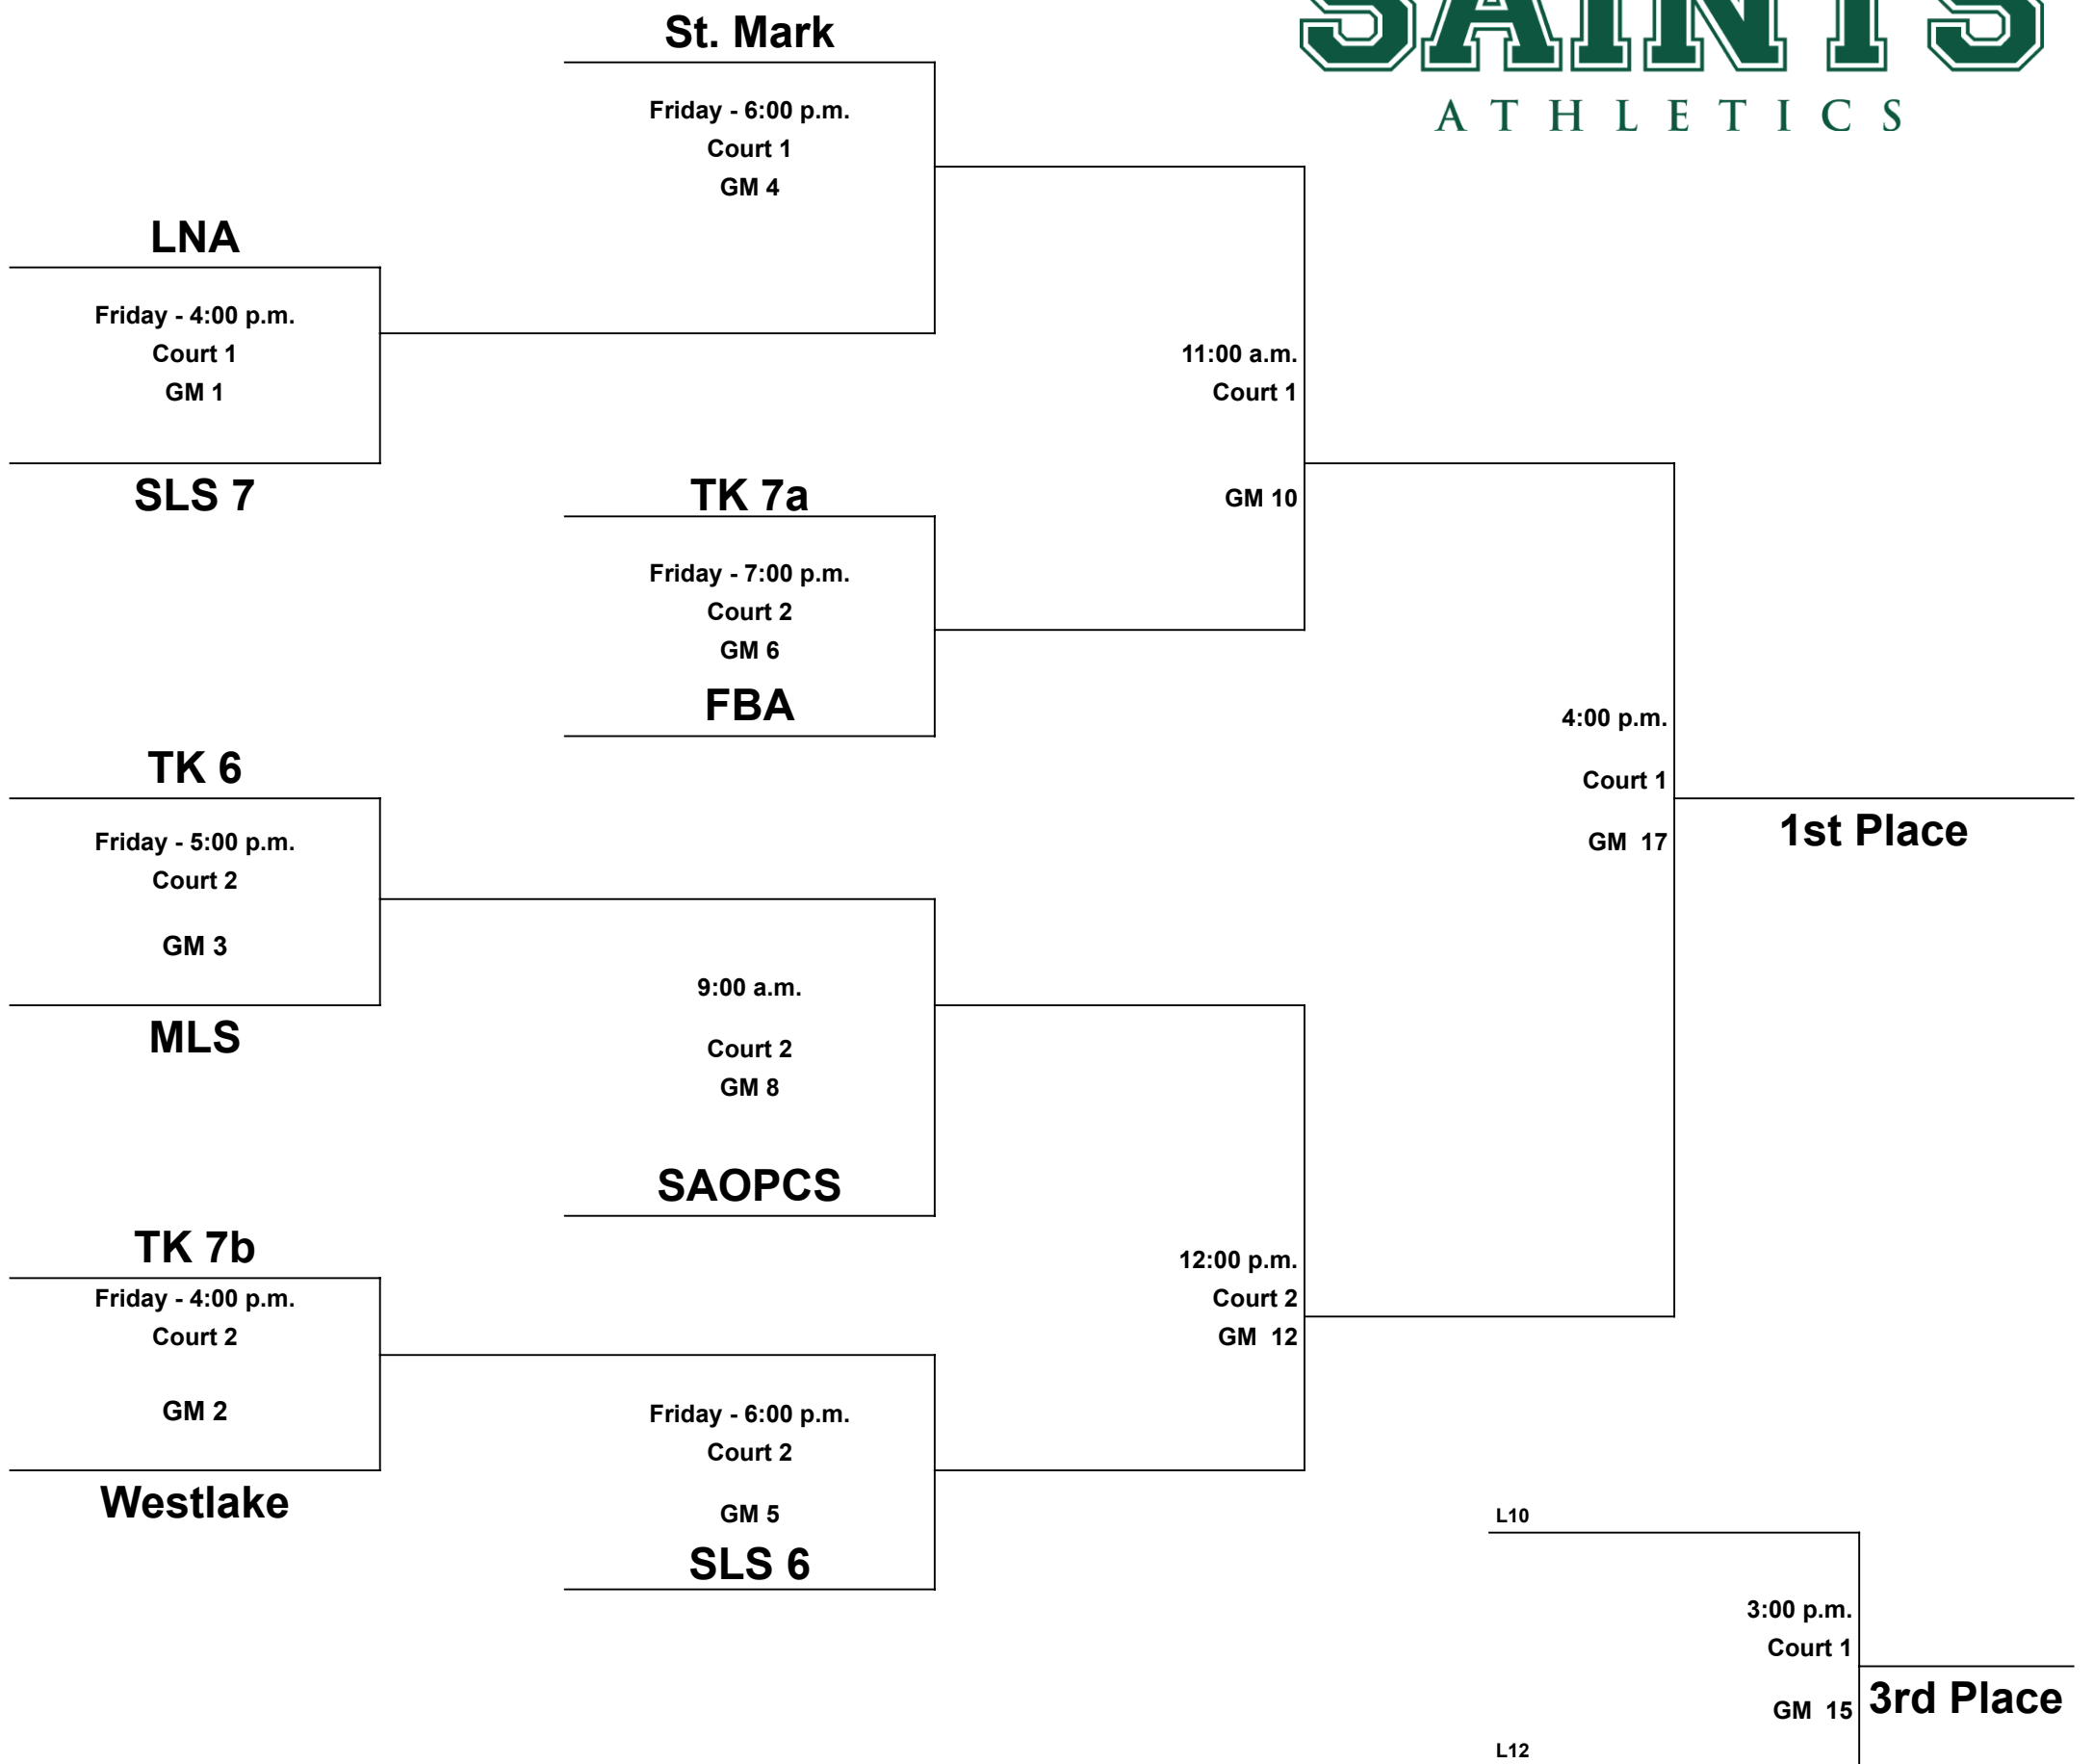 SAINTS
ATHLETICS
St. Mark
Friday - 6:00 p.m.
Court 1
GM 4
LNA
Friday - 4:00 p.m.
Court 1
GM 1
SLS 7
11:00 a.m.
Court 1
GM 10
TK 7a
Friday - 7:00 p.m.
Court 2
GM 6
FBA
4:00 p.m.
Court 1
GM 17
1st Place
TK 6
Friday - 5:00 p.m.
Court 2
GM 3
MLS
9:00 a.m.
Court 2
GM 8
SAOPCS
TK 7b
Friday - 4:00 p.m.
Court 2
GM 2
Westlake
12:00 p.m.
Court 2
GM 12
Friday - 6:00 p.m.
Court 2
GM 5
SLS 6
L10
3:00 p.m.
Court 1
GM 15
3rd Place
L12